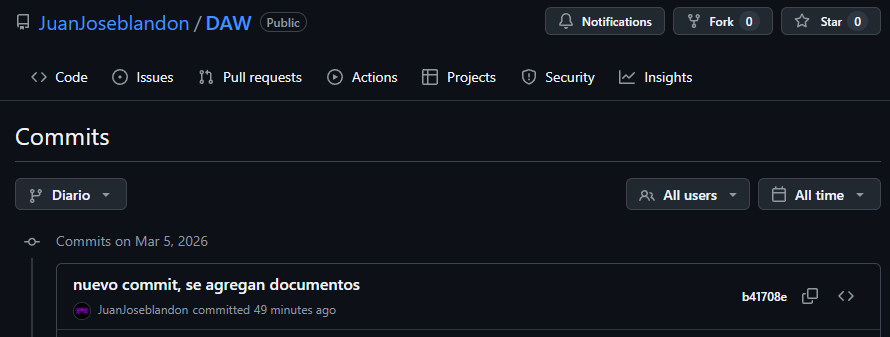 JuanJoseblandon / DAW Public Notifications Fork 0 Star 0
Code Issues Pull requests Actions Projects Security Insights
Commits
Diario All users All time
Commits on Mar 5, 2026
nuevo commit, se agregan documentos
b41708e
JuanJoseblandon committed 49 minutes ago